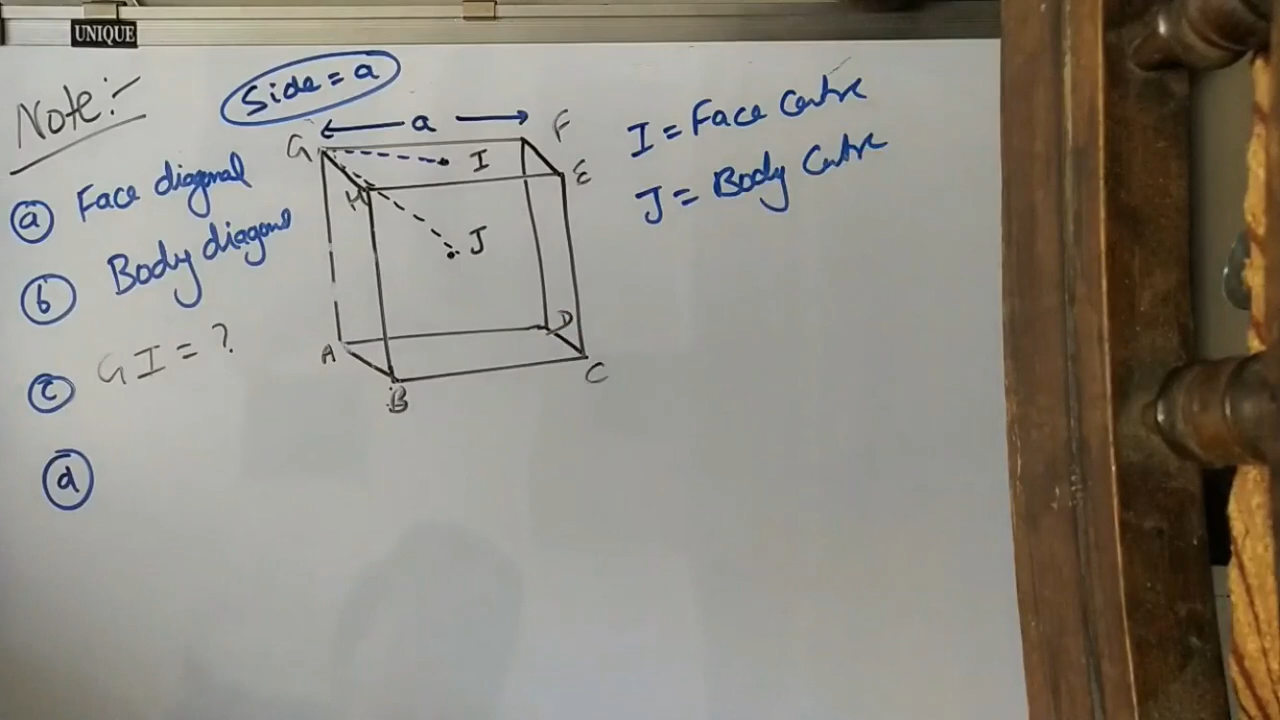 UNIQUE
Note:-
Side = a
a
I = Face Centre
J = Body Centre
(a) Face diagonal
(b) Body diagonal
(c) GI = ?
(d)
G
F
I
E
H
J
A
D
B
C